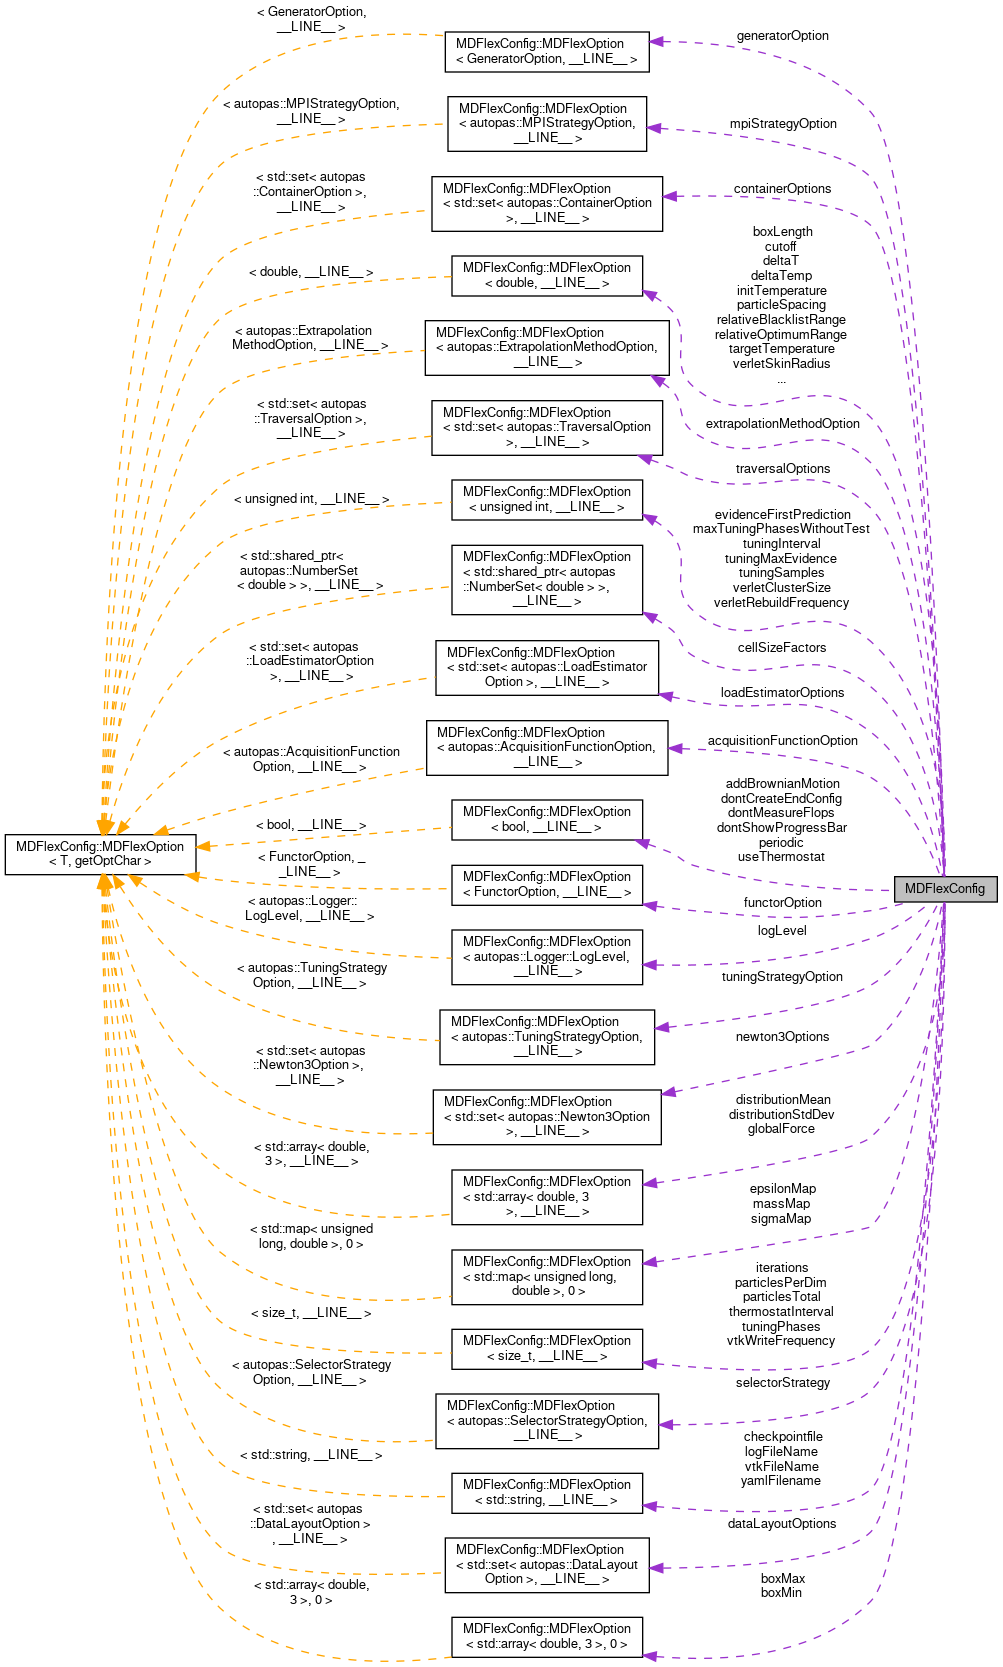 < GeneratorOption,
__LINE__ >
MDFlexConfig::MDFlexOption
< GeneratorOption, __LINE__ >
generatorOption
< autopas::MPIStrategyOption,
__LINE__ >
MDFlexConfig::MDFlexOption
< autopas::MPIStrategyOption,
__LINE__ >
mpiStrategyOption
< std::set< autopas
::ContainerOption >,
__LINE__ >
MDFlexConfig::MDFlexOption
< std::set< autopas::ContainerOption
>, __LINE__ >
containerOptions
< double, __LINE__ >
MDFlexConfig::MDFlexOption
< double, __LINE__ >
boxLength
cutoff
deltaT
deltaTemp
initTemperature
particleSpacing
relativeBlacklistRange
relativeOptimumRange
targetTemperature
verletSkinRadius
...
< autopas::Extrapolation
MethodOption, __LINE__ >
MDFlexConfig::MDFlexOption
< autopas::ExtrapolationMethodOption,
__LINE__ >
extrapolationMethodOption
< std::set< autopas
::TraversalOption >,
__LINE__ >
MDFlexConfig::MDFlexOption
< std::set< autopas::TraversalOption
>, __LINE__ >
traversalOptions
< unsigned int, __LINE__ >
MDFlexConfig::MDFlexOption
< unsigned int, __LINE__ >
evidenceFirstPrediction
maxTuningPhasesWithoutTest
tuningInterval
tuningMaxEvidence
tuningSamples
verletClusterSize
verletRebuildFrequency
< std::shared_ptr<
autopas::NumberSet
< double > >, __LINE__ >
MDFlexConfig::MDFlexOption
< std::shared_ptr< autopas
::NumberSet< double > >,
__LINE__ >
cellSizeFactors
< std::set< autopas
::LoadEstimatorOption
>, __LINE__ >
MDFlexConfig::MDFlexOption
< std::set< autopas::LoadEstimator
Option >, __LINE__ >
loadEstimatorOptions
< autopas::AcquisitionFunction
Option, __LINE__ >
MDFlexConfig::MDFlexOption
< autopas::AcquisitionFunctionOption,
__LINE__ >
acquisitionFunctionOption
< bool, __LINE__ >
MDFlexConfig::MDFlexOption
< bool, __LINE__ >
addBrownianMotion
dontCreateEndConfig
dontMeasureFlops
dontShowProgressBar
periodic
useThermostat
MDFlexConfig::MDFlexOption
< T, getOptChar >
MDFlexConfig
< FunctorOption, _
_LINE__ >
MDFlexConfig::MDFlexOption
< FunctorOption, __LINE__ >
functorOption
< autopas::Logger::
LogLevel, __LINE__ >
MDFlexConfig::MDFlexOption
< autopas::Logger::LogLevel,
__LINE__ >
logLevel
< autopas::TuningStrategy
Option, __LINE__ >
MDFlexConfig::MDFlexOption
< autopas::TuningStrategyOption,
__LINE__ >
tuningStrategyOption
< std::set< autopas
::Newton3Option >,
__LINE__ >
MDFlexConfig::MDFlexOption
< std::set< autopas::Newton3Option
>, __LINE__ >
newton3Options
< std::array< double,
3 >, __LINE__ >
MDFlexConfig::MDFlexOption
< std::array< double, 3
>, __LINE__ >
distributionMean
distributionStdDev
globalForce
< std::map< unsigned
long, double >, 0 >
MDFlexConfig::MDFlexOption
< std::map< unsigned long,
double >, 0 >
epsilonMap
massMap
sigmaMap
< size_t, __LINE__ >
MDFlexConfig::MDFlexOption
< size_t, __LINE__ >
iterations
particlesPerDim
particlesTotal
thermostatInterval
tuningPhases
vtkWriteFrequency
< autopas::SelectorStrategy
Option, __LINE__ >
MDFlexConfig::MDFlexOption
< autopas::SelectorStrategyOption,
__LINE__ >
selectorStrategy
< std::string, __LINE__ >
MDFlexConfig::MDFlexOption
< std::string, __LINE__ >
checkpointfile
logFileName
vtkFileName
yamlFilename
< std::set< autopas
::DataLayoutOption >
, __LINE__ >
MDFlexConfig::MDFlexOption
< std::set< autopas::DataLayout
Option >, __LINE__ >
dataLayoutOptions
< std::array< double,
3 >, 0 >
MDFlexConfig::MDFlexOption
< std::array< double, 3 >, 0 >
boxMax
boxMin